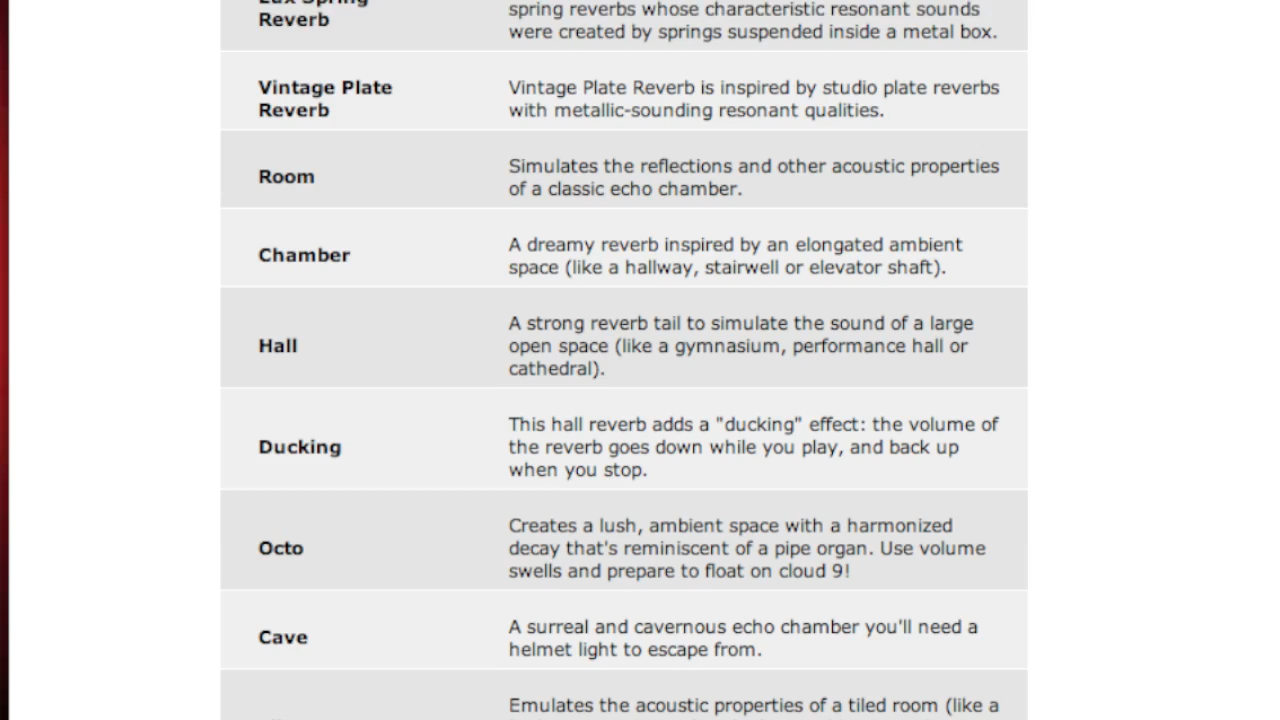 Lux Spring
Reverb
spring reverbs whose characteristic resonant sounds
were created by springs suspended inside a metal box.
Vintage Plate
Reverb
Vintage Plate Reverb is inspired by studio plate reverbs
with metallic-sounding resonant qualities.
Room
Simulates the reflections and other acoustic properties
of a classic echo chamber.
Chamber
A dreamy reverb inspired by an elongated ambient
space (like a hallway, stairwell or elevator shaft).
Hall
A strong reverb tail to simulate the sound of a large
open space (like a gymnasium, performance hall or
cathedral).
Ducking
This hall reverb adds a "ducking" effect: the volume of
the reverb goes down while you play, and back up
when you stop.
Octo
Creates a lush, ambient space with a harmonized
decay that's reminiscent of a pipe organ. Use volume
swells and prepare to float on cloud 9!
Cave
A surreal and cavernous echo chamber you'll need a
helmet light to escape from.
Emulates the acoustic properties of a tiled room (like a